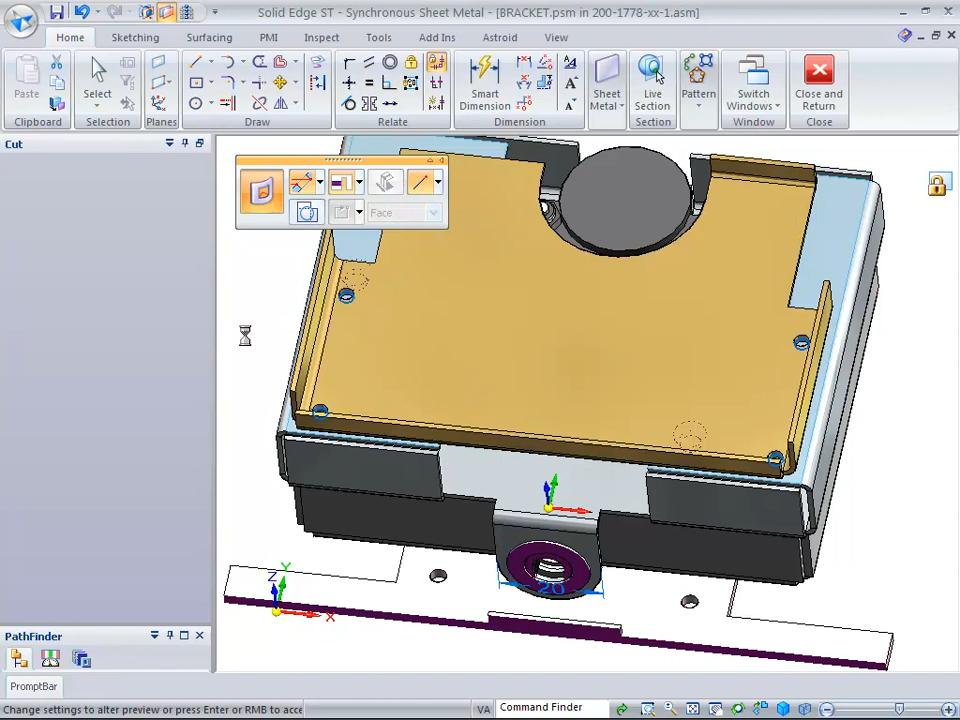 Solid Edge ST - Synchronous Sheet Metal - [BRACKET.psm in 200-1778-xx-1.asm]
Home Sketching Surfacing PMI Inspect Tools Add Ins Astroid View
Paste
Select
Smart Dimension
Sheet Metal
Live Section
Pattern
Switch Windows
Close and Return
Clipboard Selection Planes Draw Relate Dimension Section Window Close
Cut
Face
20
Z Y
X
PathFinder
PromptBar
Change settings to alter preview or press Enter or RMB to acce
VA Command Finder